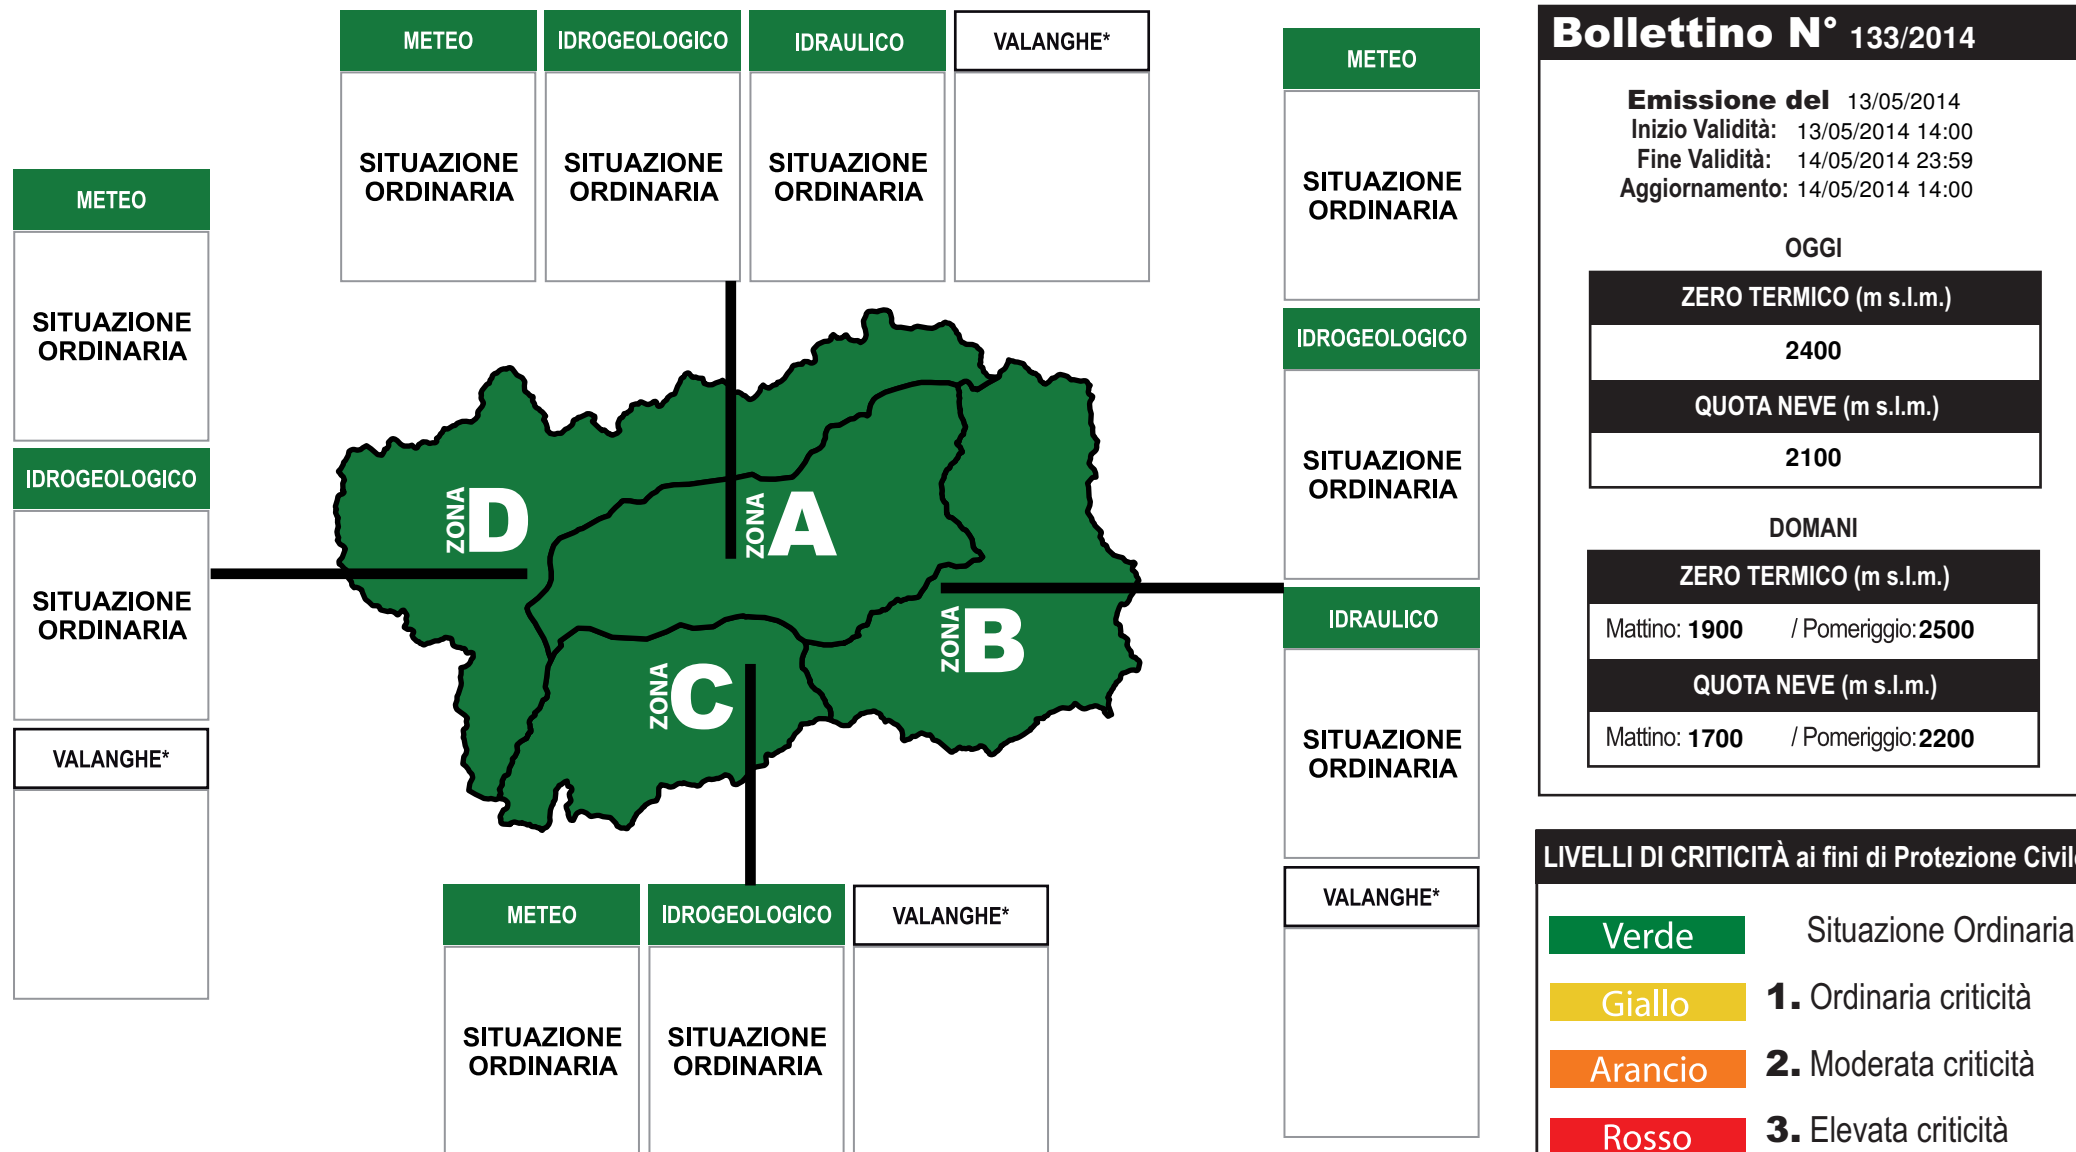 METEO IDROGEOLOGICO IDRAULICO VALANGHE*
SITUAZIONE ORDINARIA SITUAZIONE ORDINARIA SITUAZIONE ORDINARIA
METEO
SITUAZIONE
ORDINARIA
IDROGEOLOGICO
SITUAZIONE
ORDINARIA
VALANGHE*
ZONA D
ZONA A
ZONA B
ZONA C
METEO
SITUAZIONE
ORDINARIA
IDROGEOLOGICO
SITUAZIONE
ORDINARIA
IDRAULICO
SITUAZIONE
ORDINARIA
VALANGHE*
METEO IDROGEOLOGICO VALANGHE*
SITUAZIONE ORDINARIA SITUAZIONE ORDINARIA
Bollettino N° 133/2014
Emissione del 13/05/2014
Inizio Validità: 13/05/2014 14:00
Fine Validità: 14/05/2014 23:59
Aggiornamento: 14/05/2014 14:00
OGGI
ZERO TERMICO (m s.l.m.)
2400
QUOTA NEVE (m s.l.m.)
2100
DOMANI
ZERO TERMICO (m s.l.m.)
Mattino: 1900 / Pomeriggio: 2500
QUOTA NEVE (m s.l.m.)
Mattino: 1700 / Pomeriggio: 2200
LIVELLI DI CRITICITÀ ai fini di Protezione Civile
Verde Situazione Ordinaria
Giallo 1. Ordinaria criticità
Arancio 2. Moderata criticità
Rosso 3. Elevata criticità